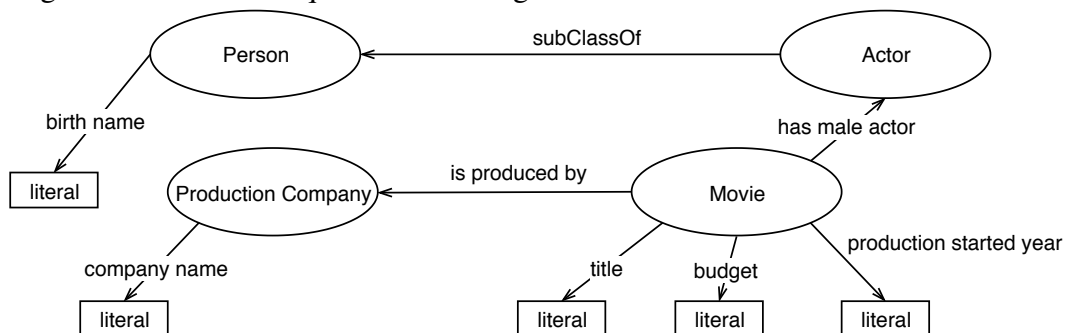 subClassOf
Person
Actor
birth name
has male actor
literal
is produced by
Production Company
Movie
production started year
company name
title
budget
literal
literal
literal
literal